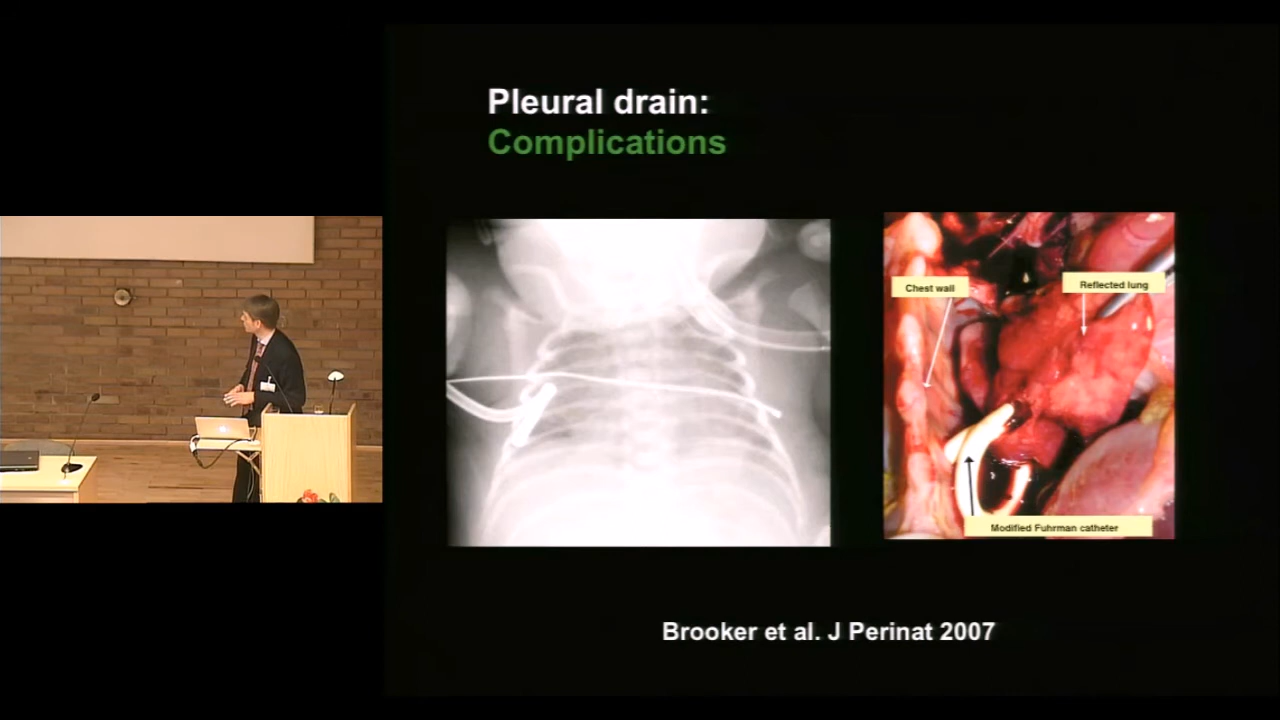 Pleural drain:
Complications
Chest wall
Reflected lung
Modified Fuhrman catheter
Brooker et al. J Perinat 2007